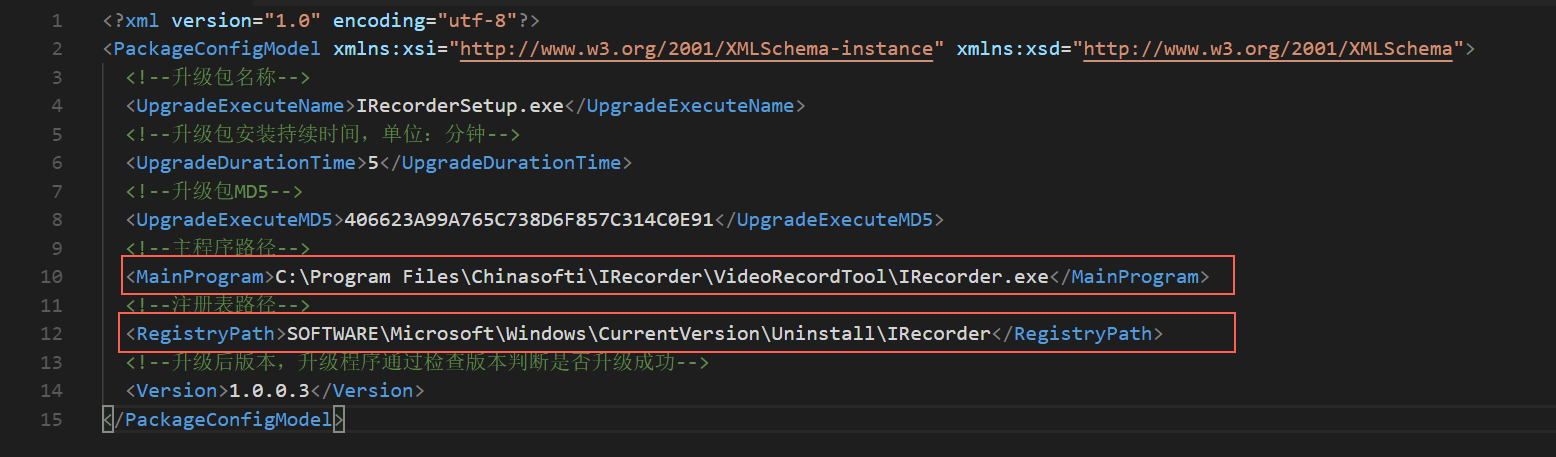 1 <?xml version="1.0" encoding="utf-8"?>
2 <PackageConfigModel xmlns:xsi="http://www.w3.org/2001/XMLSchema-instance" xmlns:xsd="http://www.w3.org/2001/XMLSchema">
3 <!--升级包名称-->
4 <UpgradeExecuteName>IRecorderSetup.exe</UpgradeExecuteName>
5 <!--升级包安装持续时间，单位：分钟-->
6 <UpgradeDurationTime>5</UpgradeDurationTime>
7 <!--升级包MD5-->
8 <UpgradeExecuteMD5>406623A99A765C738D6F857C314C0E91</UpgradeExecuteMD5>
9 <!--主程序路径-->
10 <MainProgram>C:\Program Files\Chinasofti\IRecorder\VideoRecordTool\IRecorder.exe</MainProgram>
11 <!--注册表路径-->
12 <RegistryPath>SOFTWARE\Microsoft\Windows\CurrentVersion\Uninstall\IRecorder</RegistryPath>
13 <!--升级后版本，升级程序通过检查版本判断是否升级成功-->
14 <Version>1.0.0.3</Version>
15 </PackageConfigModel>